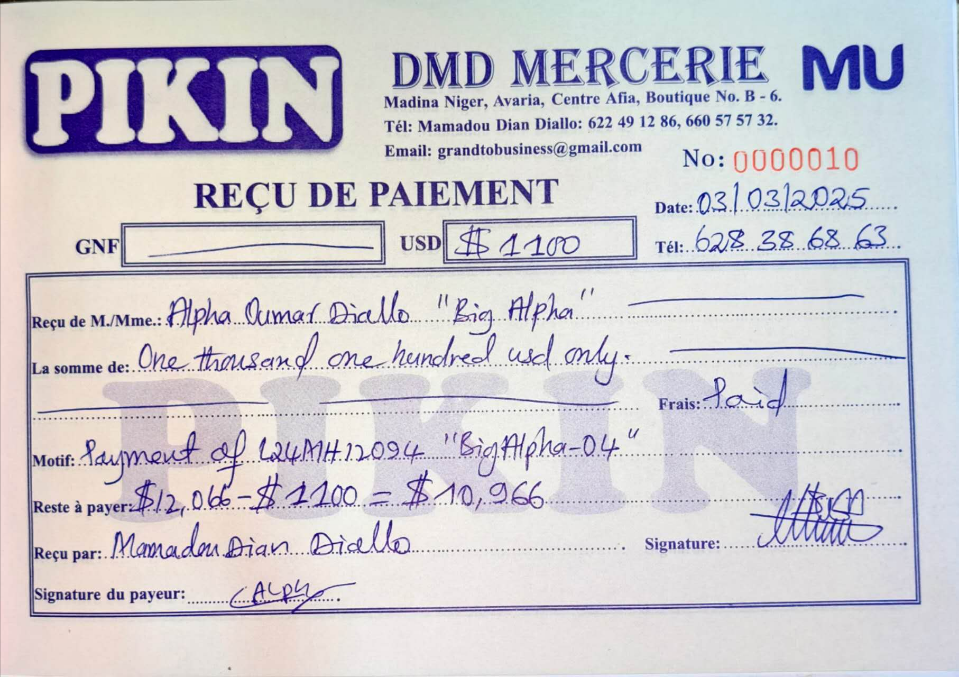 PIKIN
DMD MERCERIE
MU
Madina Niger, Avaria, Centre Afia, Boutique No. B - 6.
Tél: Mamadou Dian Diallo: 622 49 12 86, 660 57 57 32.
Email: grandtobusiness@gmail.com
No: 0000010
REÇU DE PAIEMENT
Date: 03/03/2025
GNF
USD $ 1100
Tél: 628 38 68 63
Reçu de M./Mme.: Alpha Oumar Diallo "Big Alpha"
La somme de: One thousand one hundred usd only.
Frais: Paid
PIKIN
Motif: Payment of "BigAlpha-04"
Reste à payer: $12,066 - $1100 = $10,966
Reçu par: Mamadou Dian Diallo
Signature:
Signature du payeur: